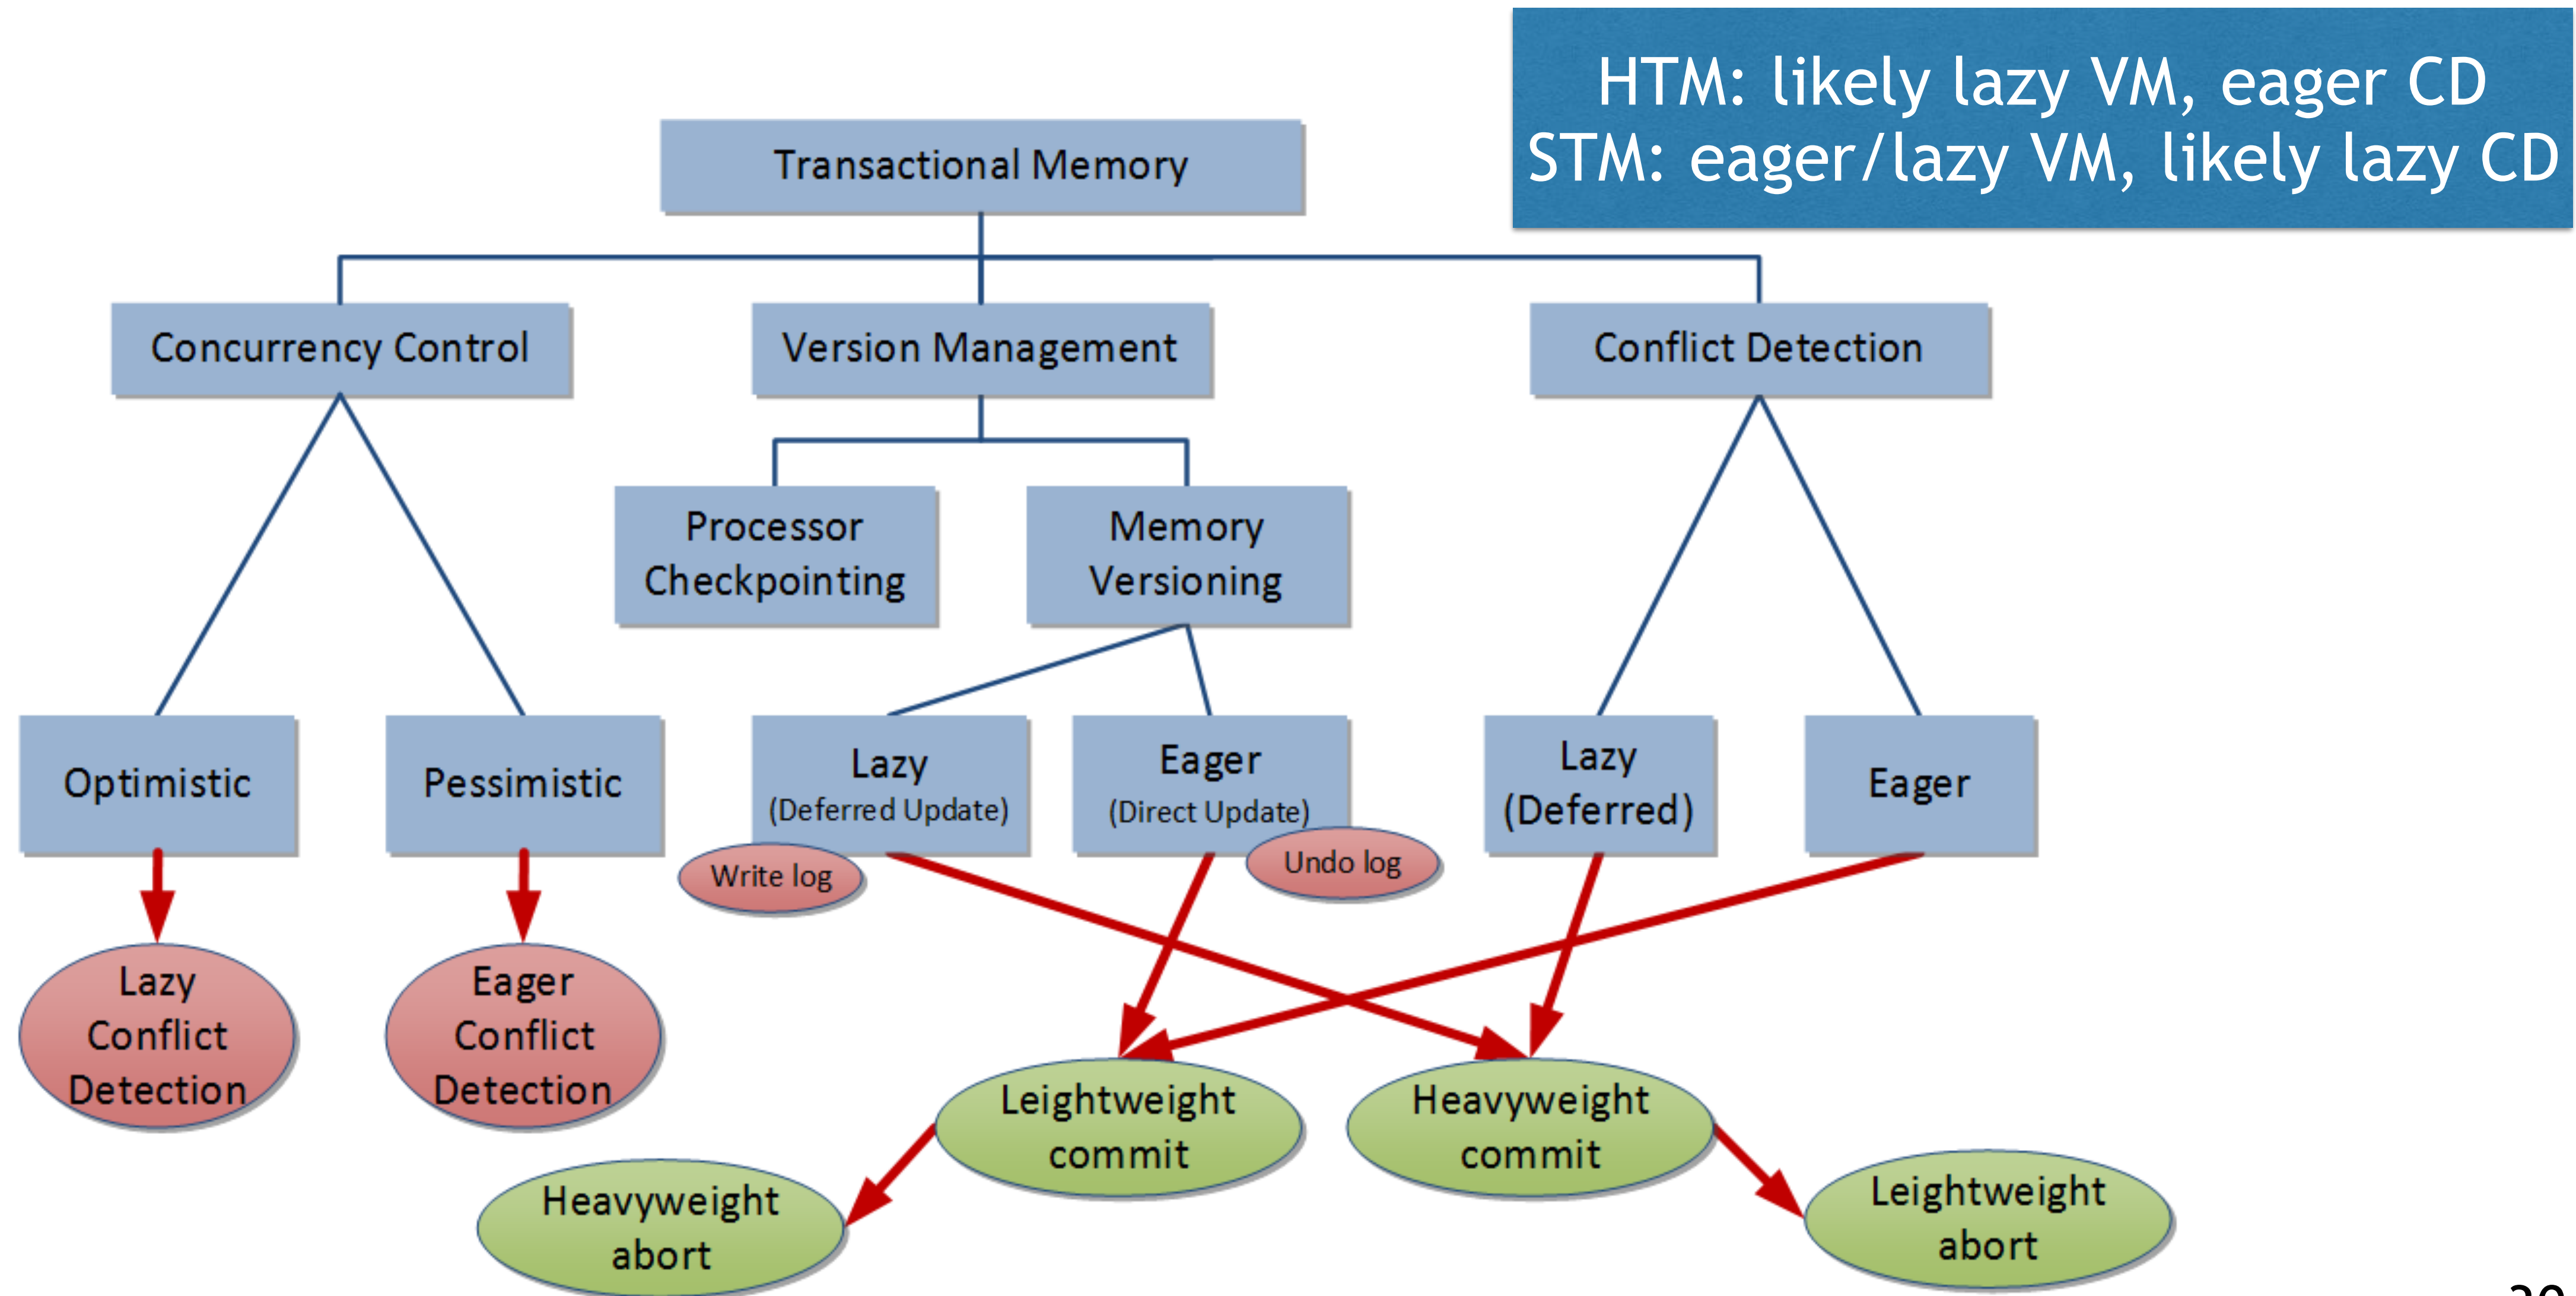 HTM: likely lazy VM, eager CD
STM: eager/lazy VM, likely lazy CD
Transactional Memory
Concurrency Control
Version Management
Conflict Detection
Processor
Checkpointing
Memory
Versioning
Optimistic
Pessimistic
Lazy
(Deferred Update)
Eager
(Direct Update)
Lazy
(Deferred)
Eager
Write log
Undo log
Lazy
Conflict
Detection
Eager
Conflict
Detection
Leightweight
commit
Heavyweight
commit
Heavyweight
abort
Leightweight
abort